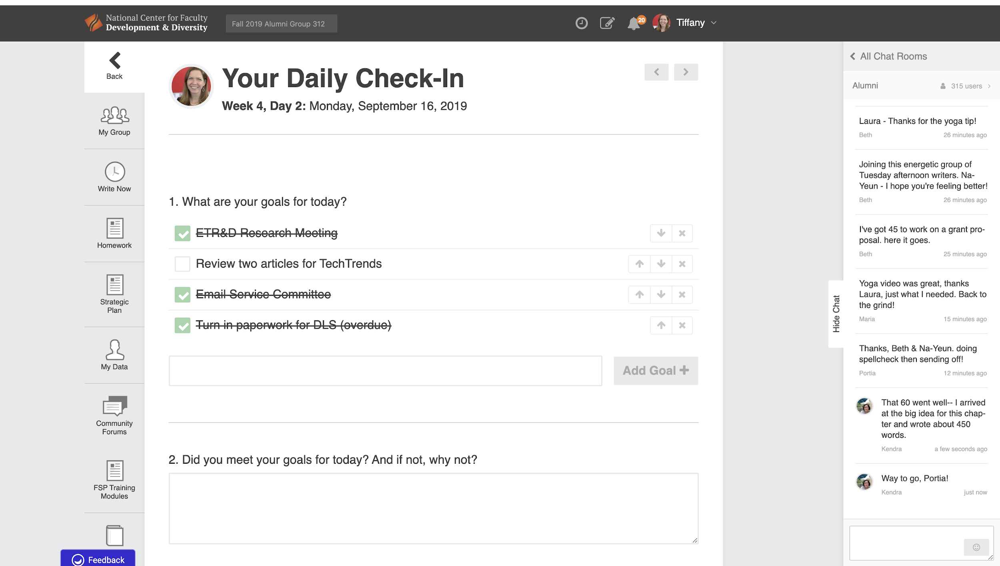 National Center for Faculty
Development & Diversity
Fall 2019 Alumni Group 312
20
Tiffany
Back
My Group
Write Now
Homework
Strategic
Plan
My Data
Community
Forums
FSP Training
Modules
Feedback
Your Daily Check-In
Week 4, Day 2: Monday, September 16, 2019
1. What are your goals for today?
ETR&D Research Meeting
Review two articles for TechTrends
Email Service Committee
Turn in paperwork for DLS (overdue)
Add Goal
2. Did you meet your goals for today? And if not, why not?
Hide Chat
All Chat Rooms
Alumni
315 users
Laura - Thanks for the yoga tip!
Beth 26 minutes ago
Joining this energetic group of
Tuesday afternoon writers. Na-
Yeun - I hope you're feeling better!
Beth 26 minutes ago
I've got 45 to work on a grant pro-
posal. here it goes.
Beth 25 minutes ago
Yoga video was great, thanks
Laura, just what I needed. Back to
the grind!
Maria 15 minutes ago
Thanks, Beth & Na-Yeun. doing
spellcheck then sending off!
Portia 12 minutes ago
That 60 went well-- I arrived
at the big idea for this chap-
ter and wrote about 450
words.
Kendra a few seconds ago
Way to go, Portia!
Kendra just now